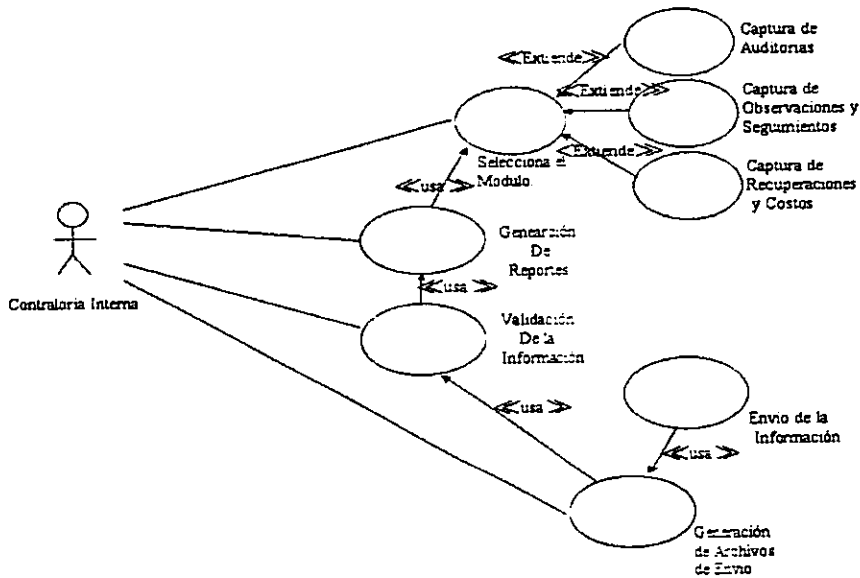 Captura de
Auditorias
<<Extiende>>
Captura de
Observaciones y
Seguimientos
<<Extiende>>
<<Extiende>>
Selecciona el
Modulo.
Captura de
Recuperaciones
y Costos
<<usa>>
Genearción
De
Reportes
<<usa>>
Contraloria Interna
Validación
De la
Información
<<usa>>
Envio de la
Información
<<usa>>
Generación
de Archivos
de Envio